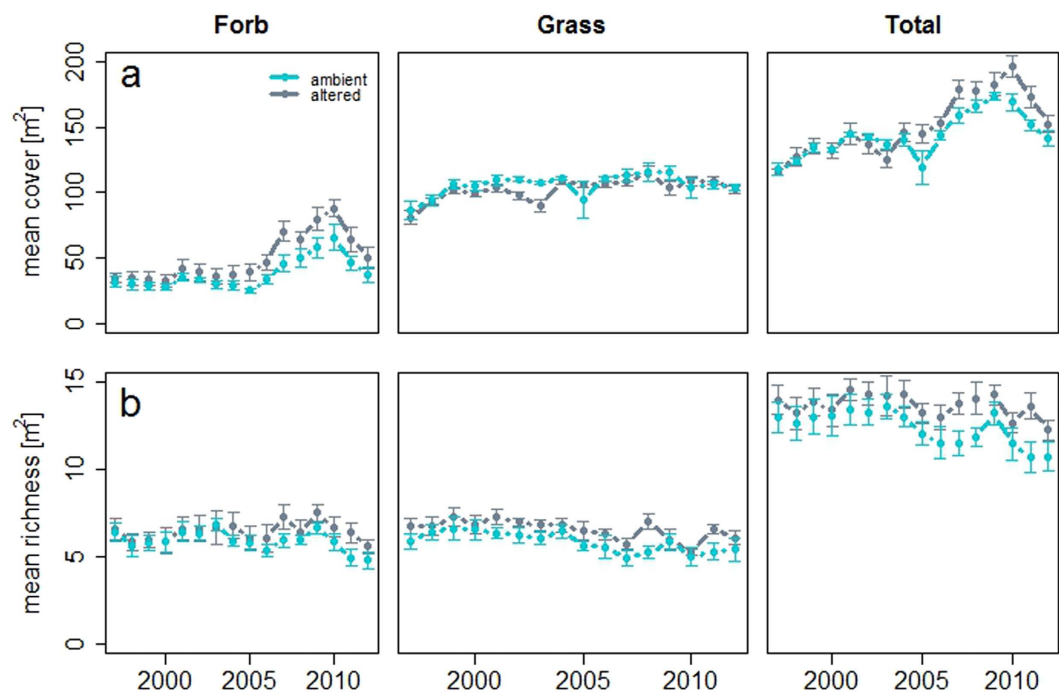 Forb Grass Total
a
ambient
altered
mean cover [m²]
200
150
100
50
0
b
mean richness [m²]
15
10
5
0
2000 2005 2010 2000 2005 2010 2000 2005 2010